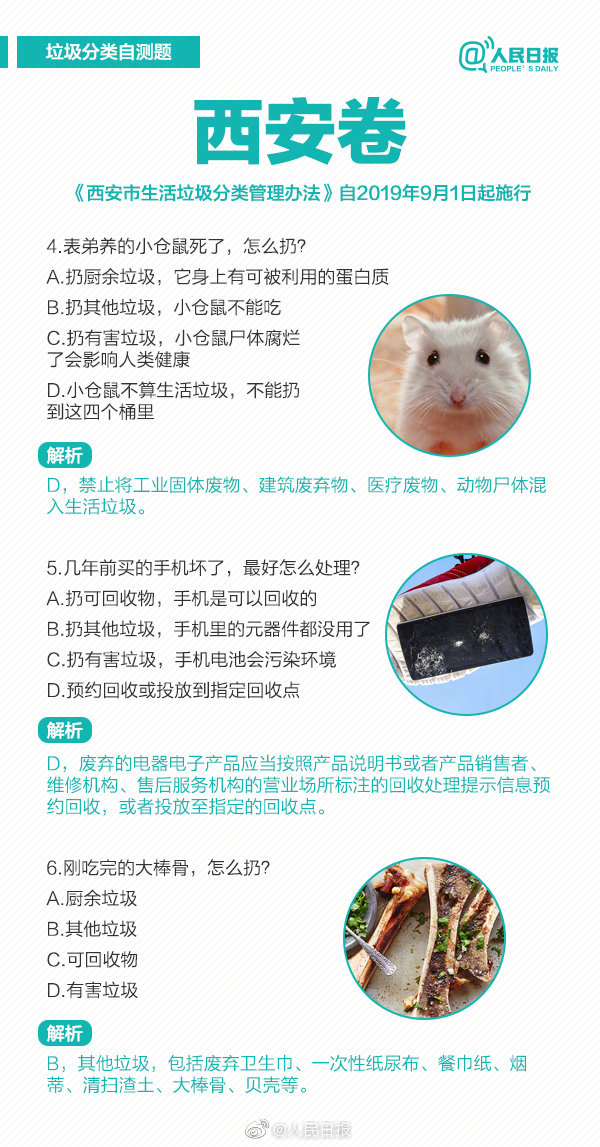 垃圾分类自测题
@人民日报
PEOPLE'S DAILY
西安卷
《西安市生活垃圾分类管理办法》自2019年9月1日起施行
4.表弟养的小仓鼠死了，怎么扔？
A.扔厨余垃圾，它身上有可被利用的蛋白质
B.扔其他垃圾，小仓鼠不能吃
C.扔有害垃圾，小仓鼠尸体腐烂
了会影响人类健康
D.小仓鼠不算生活垃圾，不能扔
到这四个桶里
解析
D，禁止将工业固体废物、建筑废弃物、医疗废物、动物尸体混
入生活垃圾。
5.几年前买的手机坏了，最好怎么处理？
A.扔可回收物，手机是可以回收的
B.扔其他垃圾，手机里的元器件都没用了
C.扔有害垃圾，手机电池会污染环境
D.预约回收或投放到指定回收点
解析
D，废弃的电器电子产品应当按照产品说明书或者产品销售者、
维修机构、售后服务机构的营业场所标注的回收处理提示信息预
约回收，或者投放至指定的回收点。
6.刚吃完的大棒骨，怎么扔？
A.厨余垃圾
B.其他垃圾
C.可回收物
D.有害垃圾
解析
B，其他垃圾，包括废弃卫生巾、一次性纸尿布、餐巾纸、烟
蒂、清扫渣土、大棒骨、贝壳等。
@人民日报